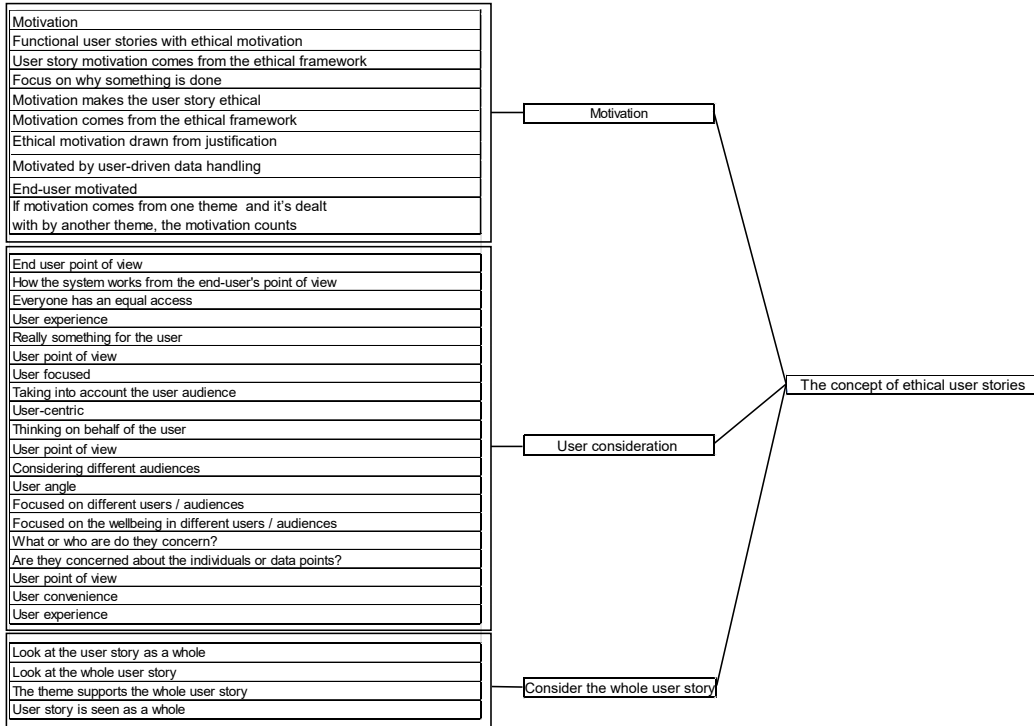 Motivation
Functional user stories with ethical motivation
User story motivation comes from the ethical framework
Focus on why something is done
Motivation makes the user story ethical
Motivation comes from the ethical framework
Ethical motivation drawn from justification
Motivated by user-driven data handling
End-user motivated
If motivation comes from one theme and it's dealt
with by another theme, the motivation counts
Motivation
End user point of view
How the system works from the end-user's point of view
Everyone has an equal access
User experience
Really something for the user
User point of view
User focused
Taking into account the user audience
User-centric
Thinking on behalf of the user
User point of view
Considering different audiences
User angle
Focused on different users / audiences
Focused on the wellbeing in different users / audiences
What or who are do they concern?
Are they concerned about the individuals or data points?
User point of view
User convenience
User experience
User consideration
Look at the user story as a whole
Look at the whole user story
The theme supports the whole user story
User story is seen as a whole
Consider the whole user story
The concept of ethical user stories